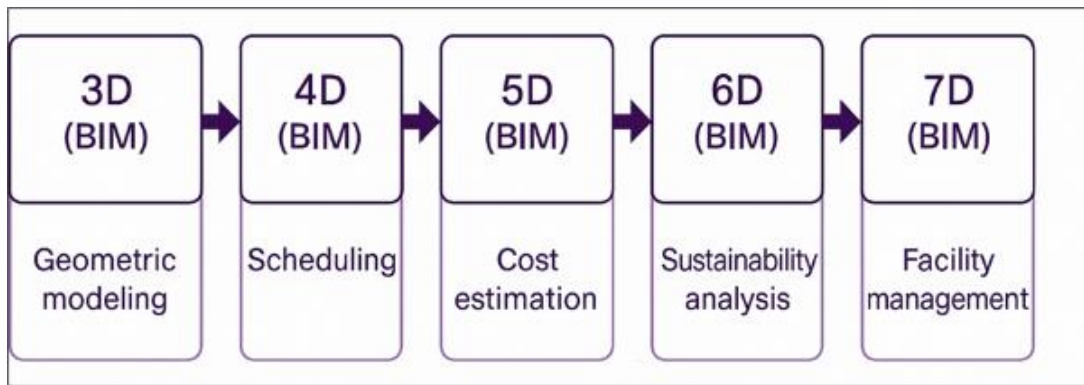 3D
(BIM)
4D
(BIM)
5D
(BIM)
6D
(BIM)
7D
(BIM)
Geometric
modeling
Scheduling
Cost
estimation
Sustainability
analysis
Facility
management